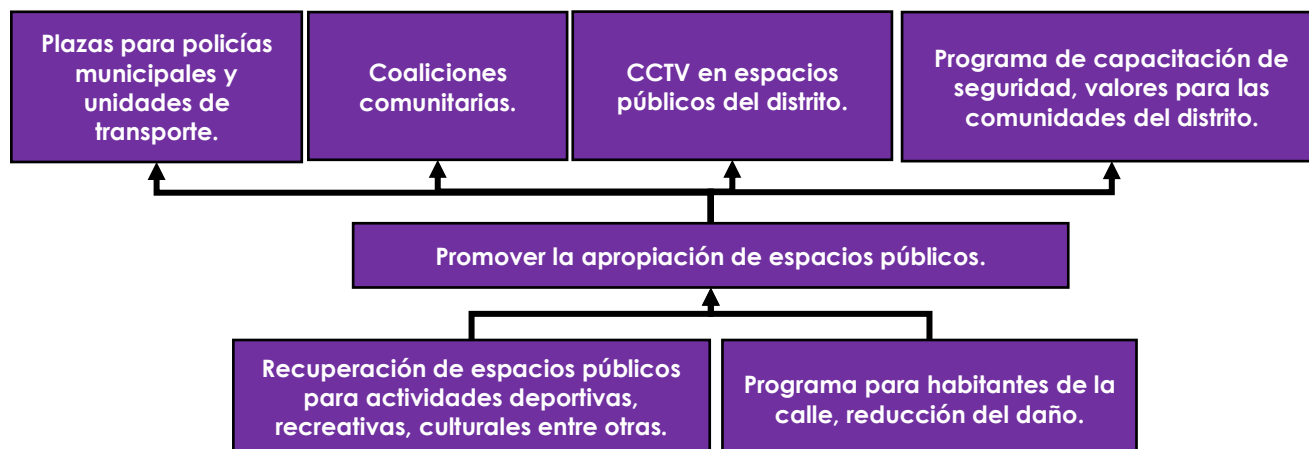 Plazas para policías
municipales y
unidades de
transporte.
Coaliciones
comunitarias.
CCTV en espacios
públicos del distrito.
Programa de capacitación de
seguridad, valores para las
comunidades del distrito.
Promover la apropiación de espacios públicos.
Recuperación de espacios públicos
para actividades deportivas,
recreativas, culturales entre otras.
Programa para habitantes de la
calle, reducción del daño.